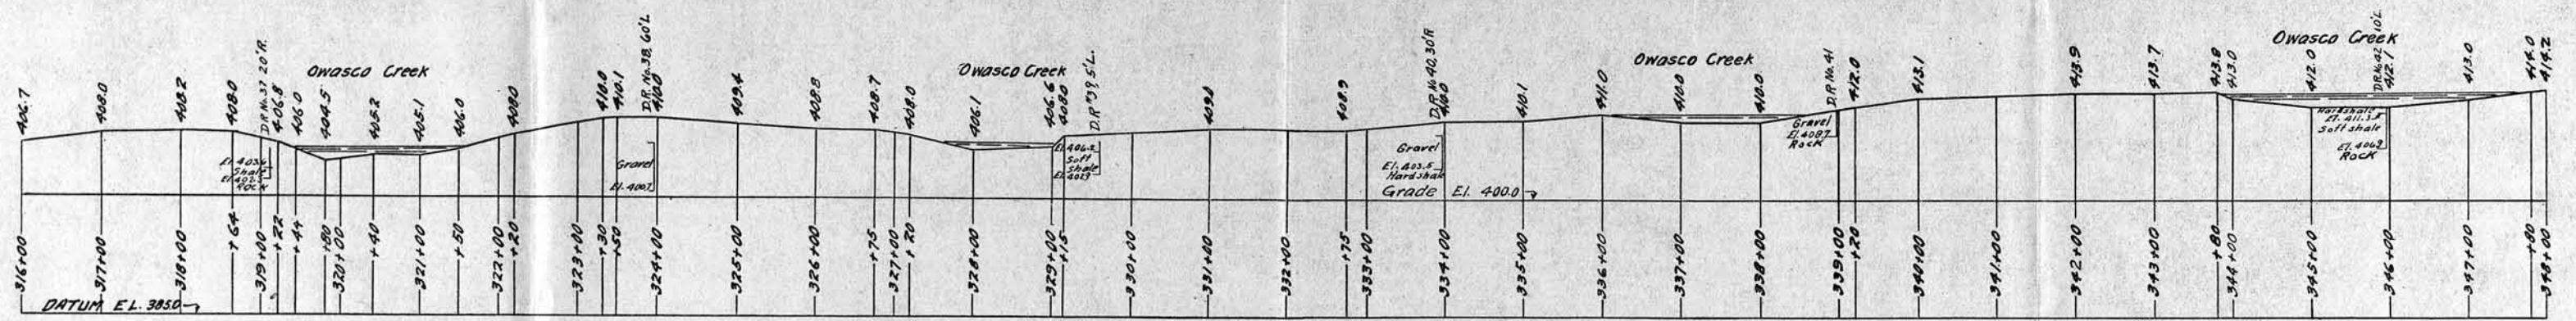 406.7
408.0
408.2
408.0
D.R. No. 37 20'R.
406.8
406.0
404.5
405.2
405.1
406.0
408.0
410.0
410.1
D.R. No. 38, 60'L
410.0
409.4
408.8
408.7
408.0
406.1
406.6
408.0
D.R. #39 5'L.
409.1
408.9
D.R. No 40, 30'R
410.0
410.1
411.0
410.0
410.0
D.R. No. 41
412.0
413.1
413.9
413.7
413.8
413.0
412.0
D.R. No. 42 10'L
412.1
413.0
414.0
414.2
Owasco Creek
Owasco Creek
Owasco Creek
Owasco Creek
Shale
Rock
Gravel
El. 400.7
El. 406.2
Soft
Shale
El. 402.9
Gravel
El. 403.5
Hard shale
Grade El. 400.0
Gravel
El. 408.7
Rock
Hard shale
El. 411.3
Soft shale
El. 406.9
Rock
316+00
317+00
318+00
+64
319+00
+22
+44
+80
320+00
+40
321+00
+50
322+00
+20
323+00
+30
+50
324+00
325+00
326+00
+75
327+00
+20
328+00
329+00
+15
330+00
331+00
332+00
+75
333+00
334+00
335+00
336+00
337+00
338+00
339+00
+20
340+00
341+00
342+00
343+00
+80
344+00
345+00
346+00
347+00
+80
348+00
DATUM EL. 385.0